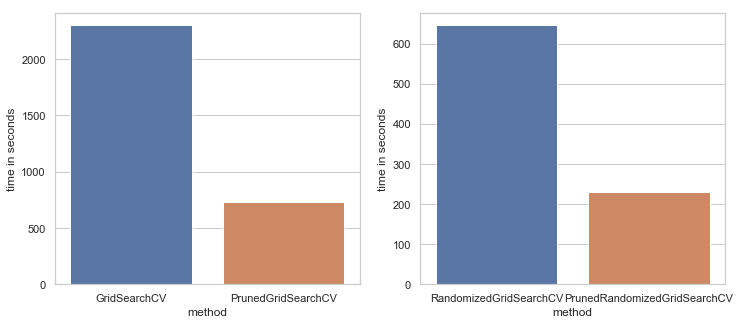 time in seconds
2000
1500
1000
500
0
GridSearchCV PrunedGridSearchCV
method
time in seconds
600
500
400
300
200
100
0
RandomizedGridSearchCV PrunedRandomizedGridSearchCV
method